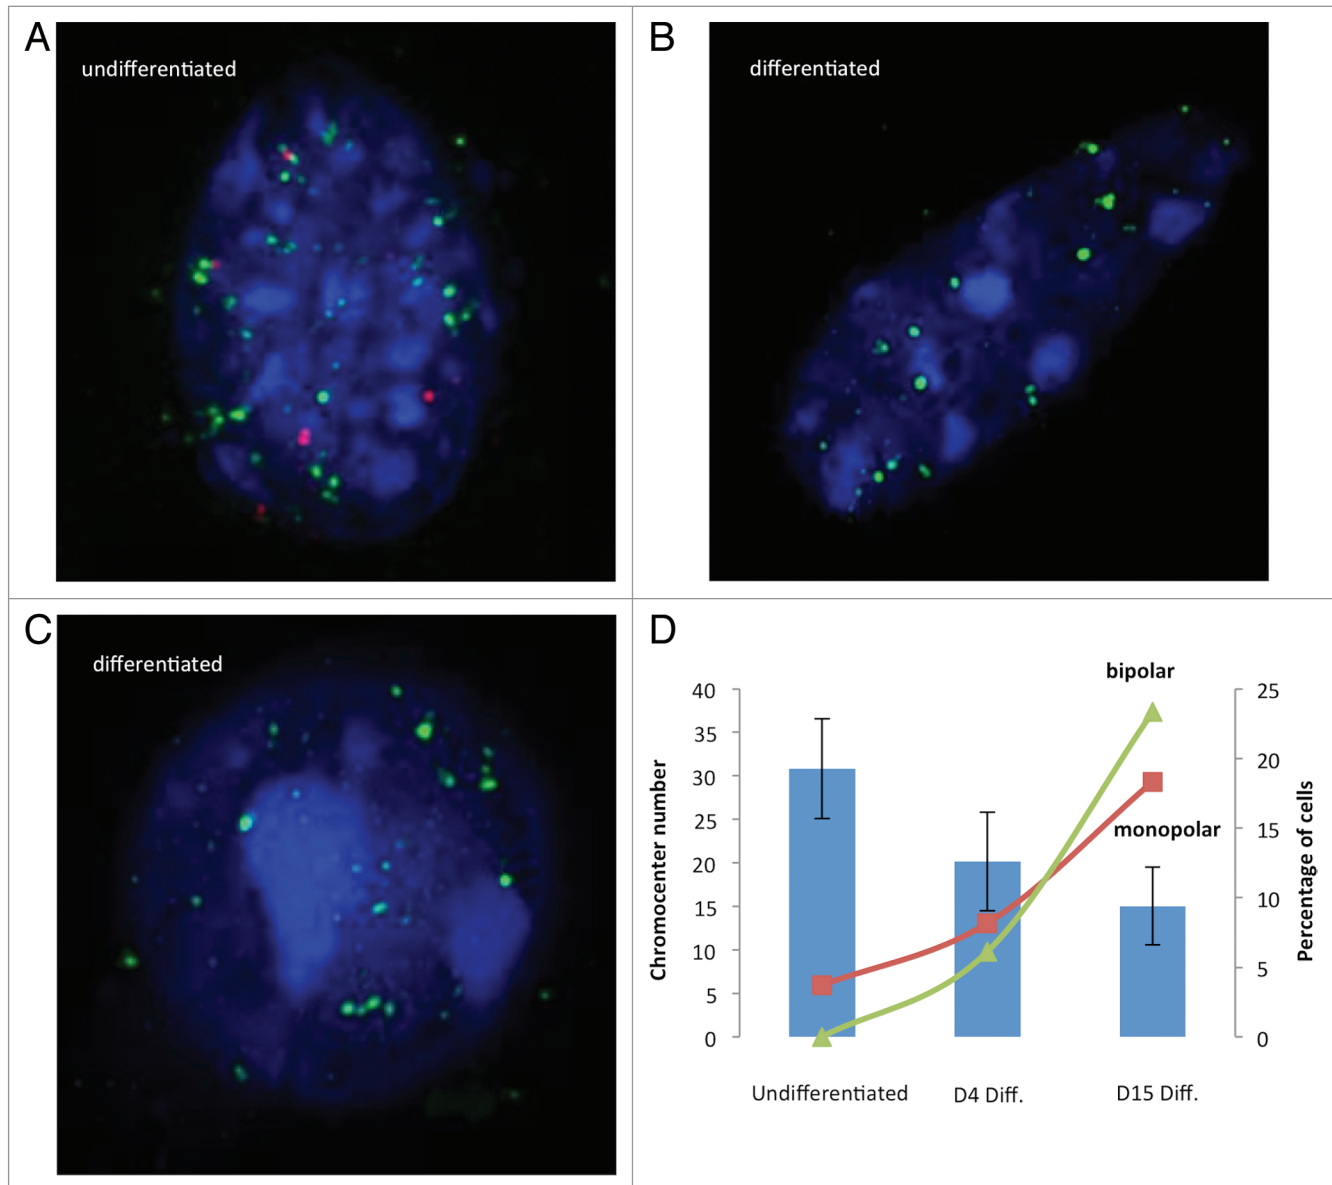 A
undifferentiated
B
differentiated
C
differentiated
D
bipolar
monopolar
Chromocenter number
40
35
30
25
20
15
10
5
0
Percentage of cells
25
20
15
10
5
0
Undifferentiated
D4 Diff.
D15 Diff.